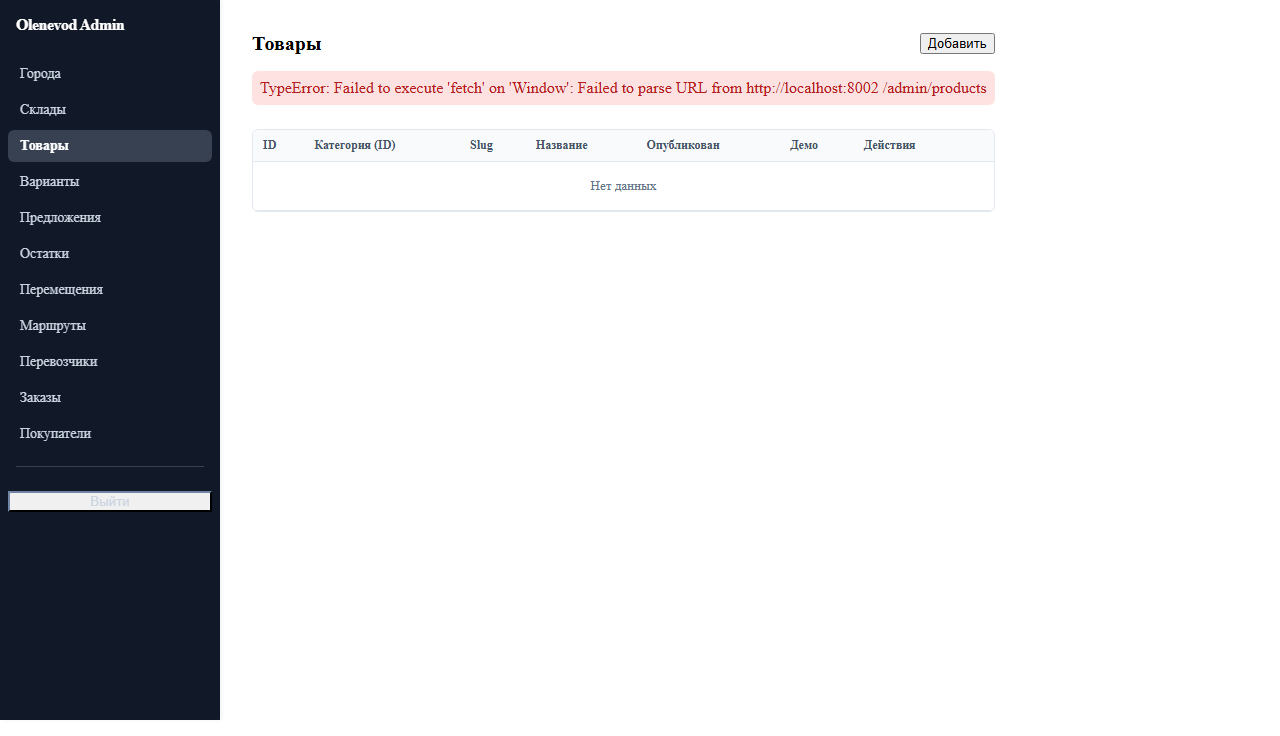 Olenevod Admin
Города
Склады
Товары
Варианты
Предложения
Остатки
Перемещения
Маршруты
Перевозчики
Заказы
Покупатели
Выйти
Товары
Добавить
TypeError: Failed to execute 'fetch' on 'Window': Failed to parse URL from http://localhost:8002 /admin/products
ID Категория (ID) Slug Название Опубликован Демо Действия
Нет данных